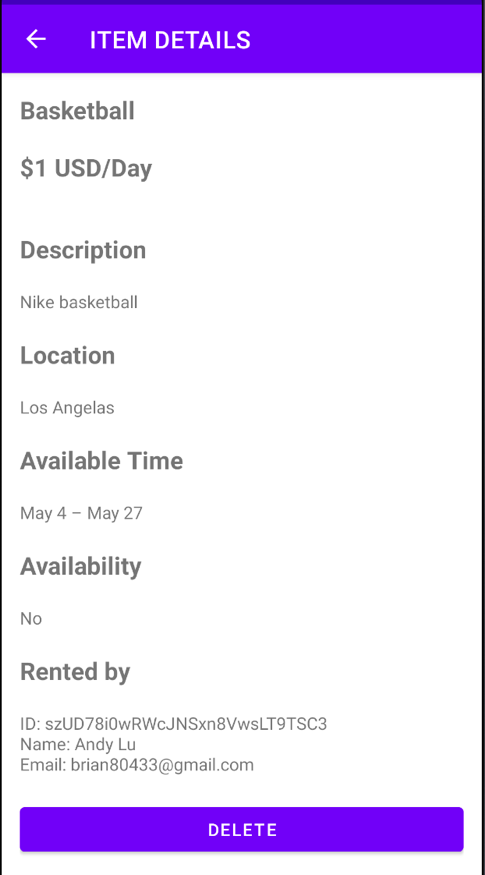 ITEM DETAILS
Basketball
$1 USD/Day
Description
Nike basketball
Location
Los Angelas
Available Time
May 4 – May 27
Availability
No
Rented by
ID: szUD78i0wRWcJNSxn8VwsLT9TSC3
Name: Andy Lu
Email: brian80433@gmail.com
DELETE